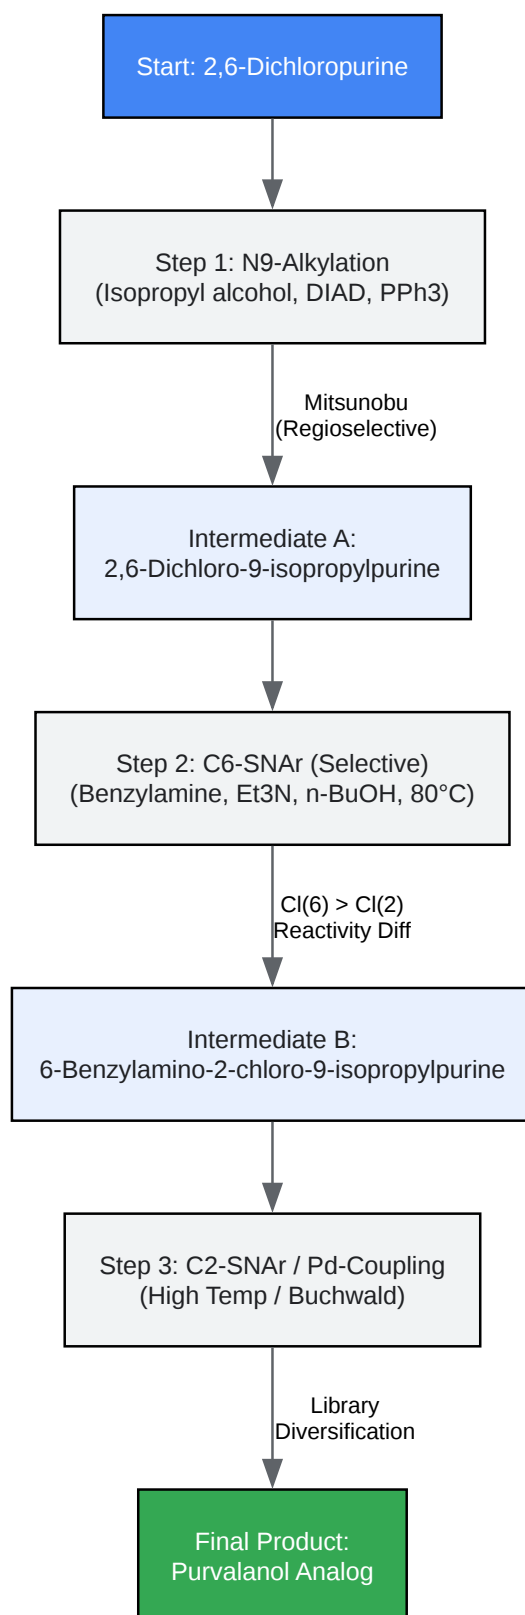 Start: 2,6-Dichloropurine
Step 1: N9-Alkylation
(Isopropyl alcohol, DIAD, PPh3)
Mitsunobu
(Regioselective)
Intermediate A:
2,6-Dichloro-9-isopropylpurine
Step 2: C6-SNAr (Selective)
(Benzylamine, Et3N, n-BuOH, 80°C)
Cl(6) > Cl(2)
Reactivity Diff
Intermediate B:
6-Benzylamino-2-chloro-9-isopropylpurine
Step 3: C2-SNAr / Pd-Coupling
(High Temp / Buchwald)
Library
Diversification
Final Product:
Purvalanol Analog